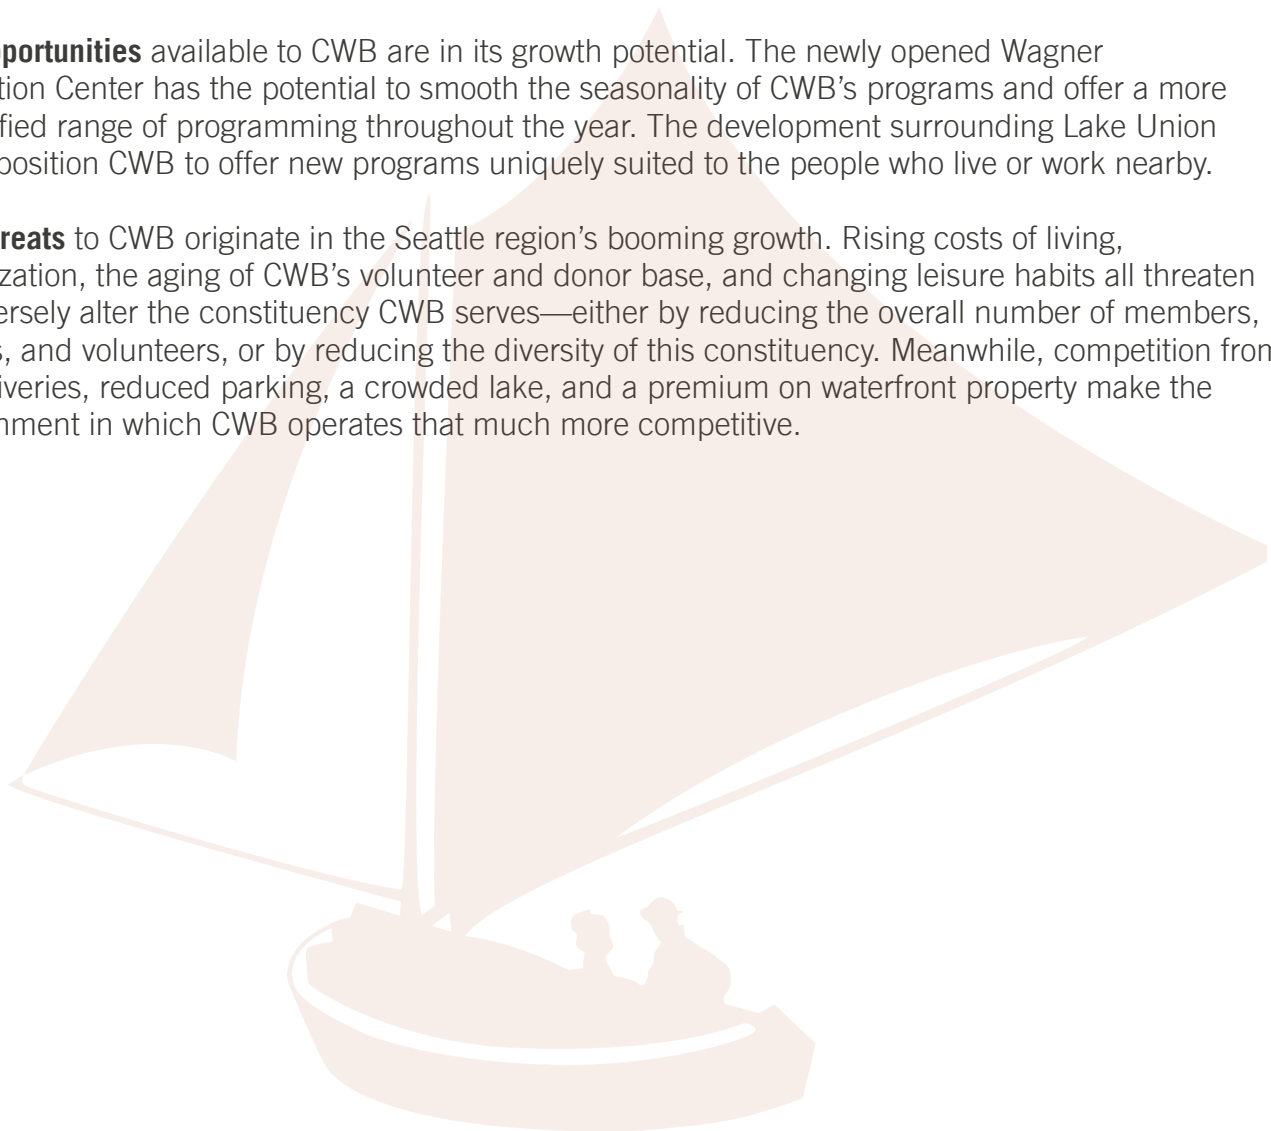 pportunities available to CWB are in its growth potential. The newly opened Wagner
tion Center has the potential to smooth the seasonality of CWB’s programs and offer a more
fied range of programming throughout the year. The development surrounding Lake Union
position CWB to offer new programs uniquely suited to the people who live or work nearby.
reats to CWB originate in the Seattle region’s booming growth. Rising costs of living,
zation, the aging of CWB’s volunteer and donor base, and changing leisure habits all threaten
ersely alter the constituency CWB serves—either by reducing the overall number of members,
s, and volunteers, or by reducing the diversity of this constituency. Meanwhile, competition from
iveries, reduced parking, a crowded lake, and a premium on waterfront property make the
nment in which CWB operates that much more competitive.